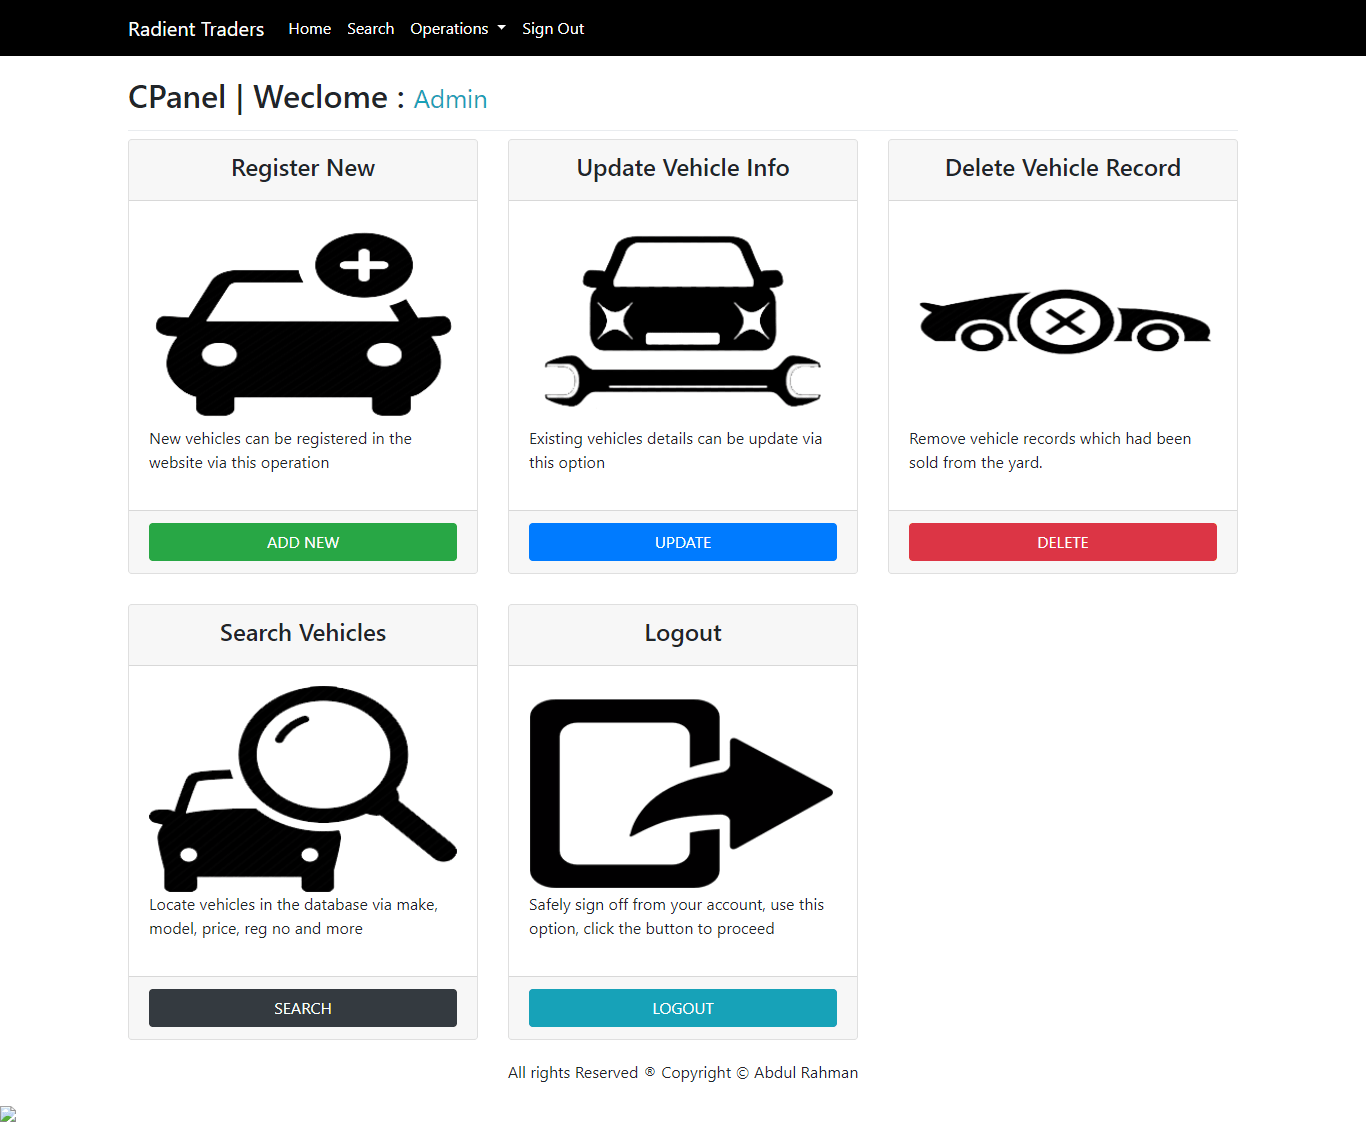 Radient Traders Home Search Operations Sign Out
CPanel | Weclome : Admin
Register New
New vehicles can be registered in the
website via this operation
ADD NEW
Update Vehicle Info
Existing vehicles details can be update via
this option
UPDATE
Delete Vehicle Record
Remove vehicle records which had been
sold from the yard.
DELETE
Search Vehicles
Locate vehicles in the database via make,
model, price, reg no and more
SEARCH
Logout
Safely sign off from your account, use this
option, click the button to proceed
LOGOUT
All rights Reserved ® Copyright © Abdul Rahman